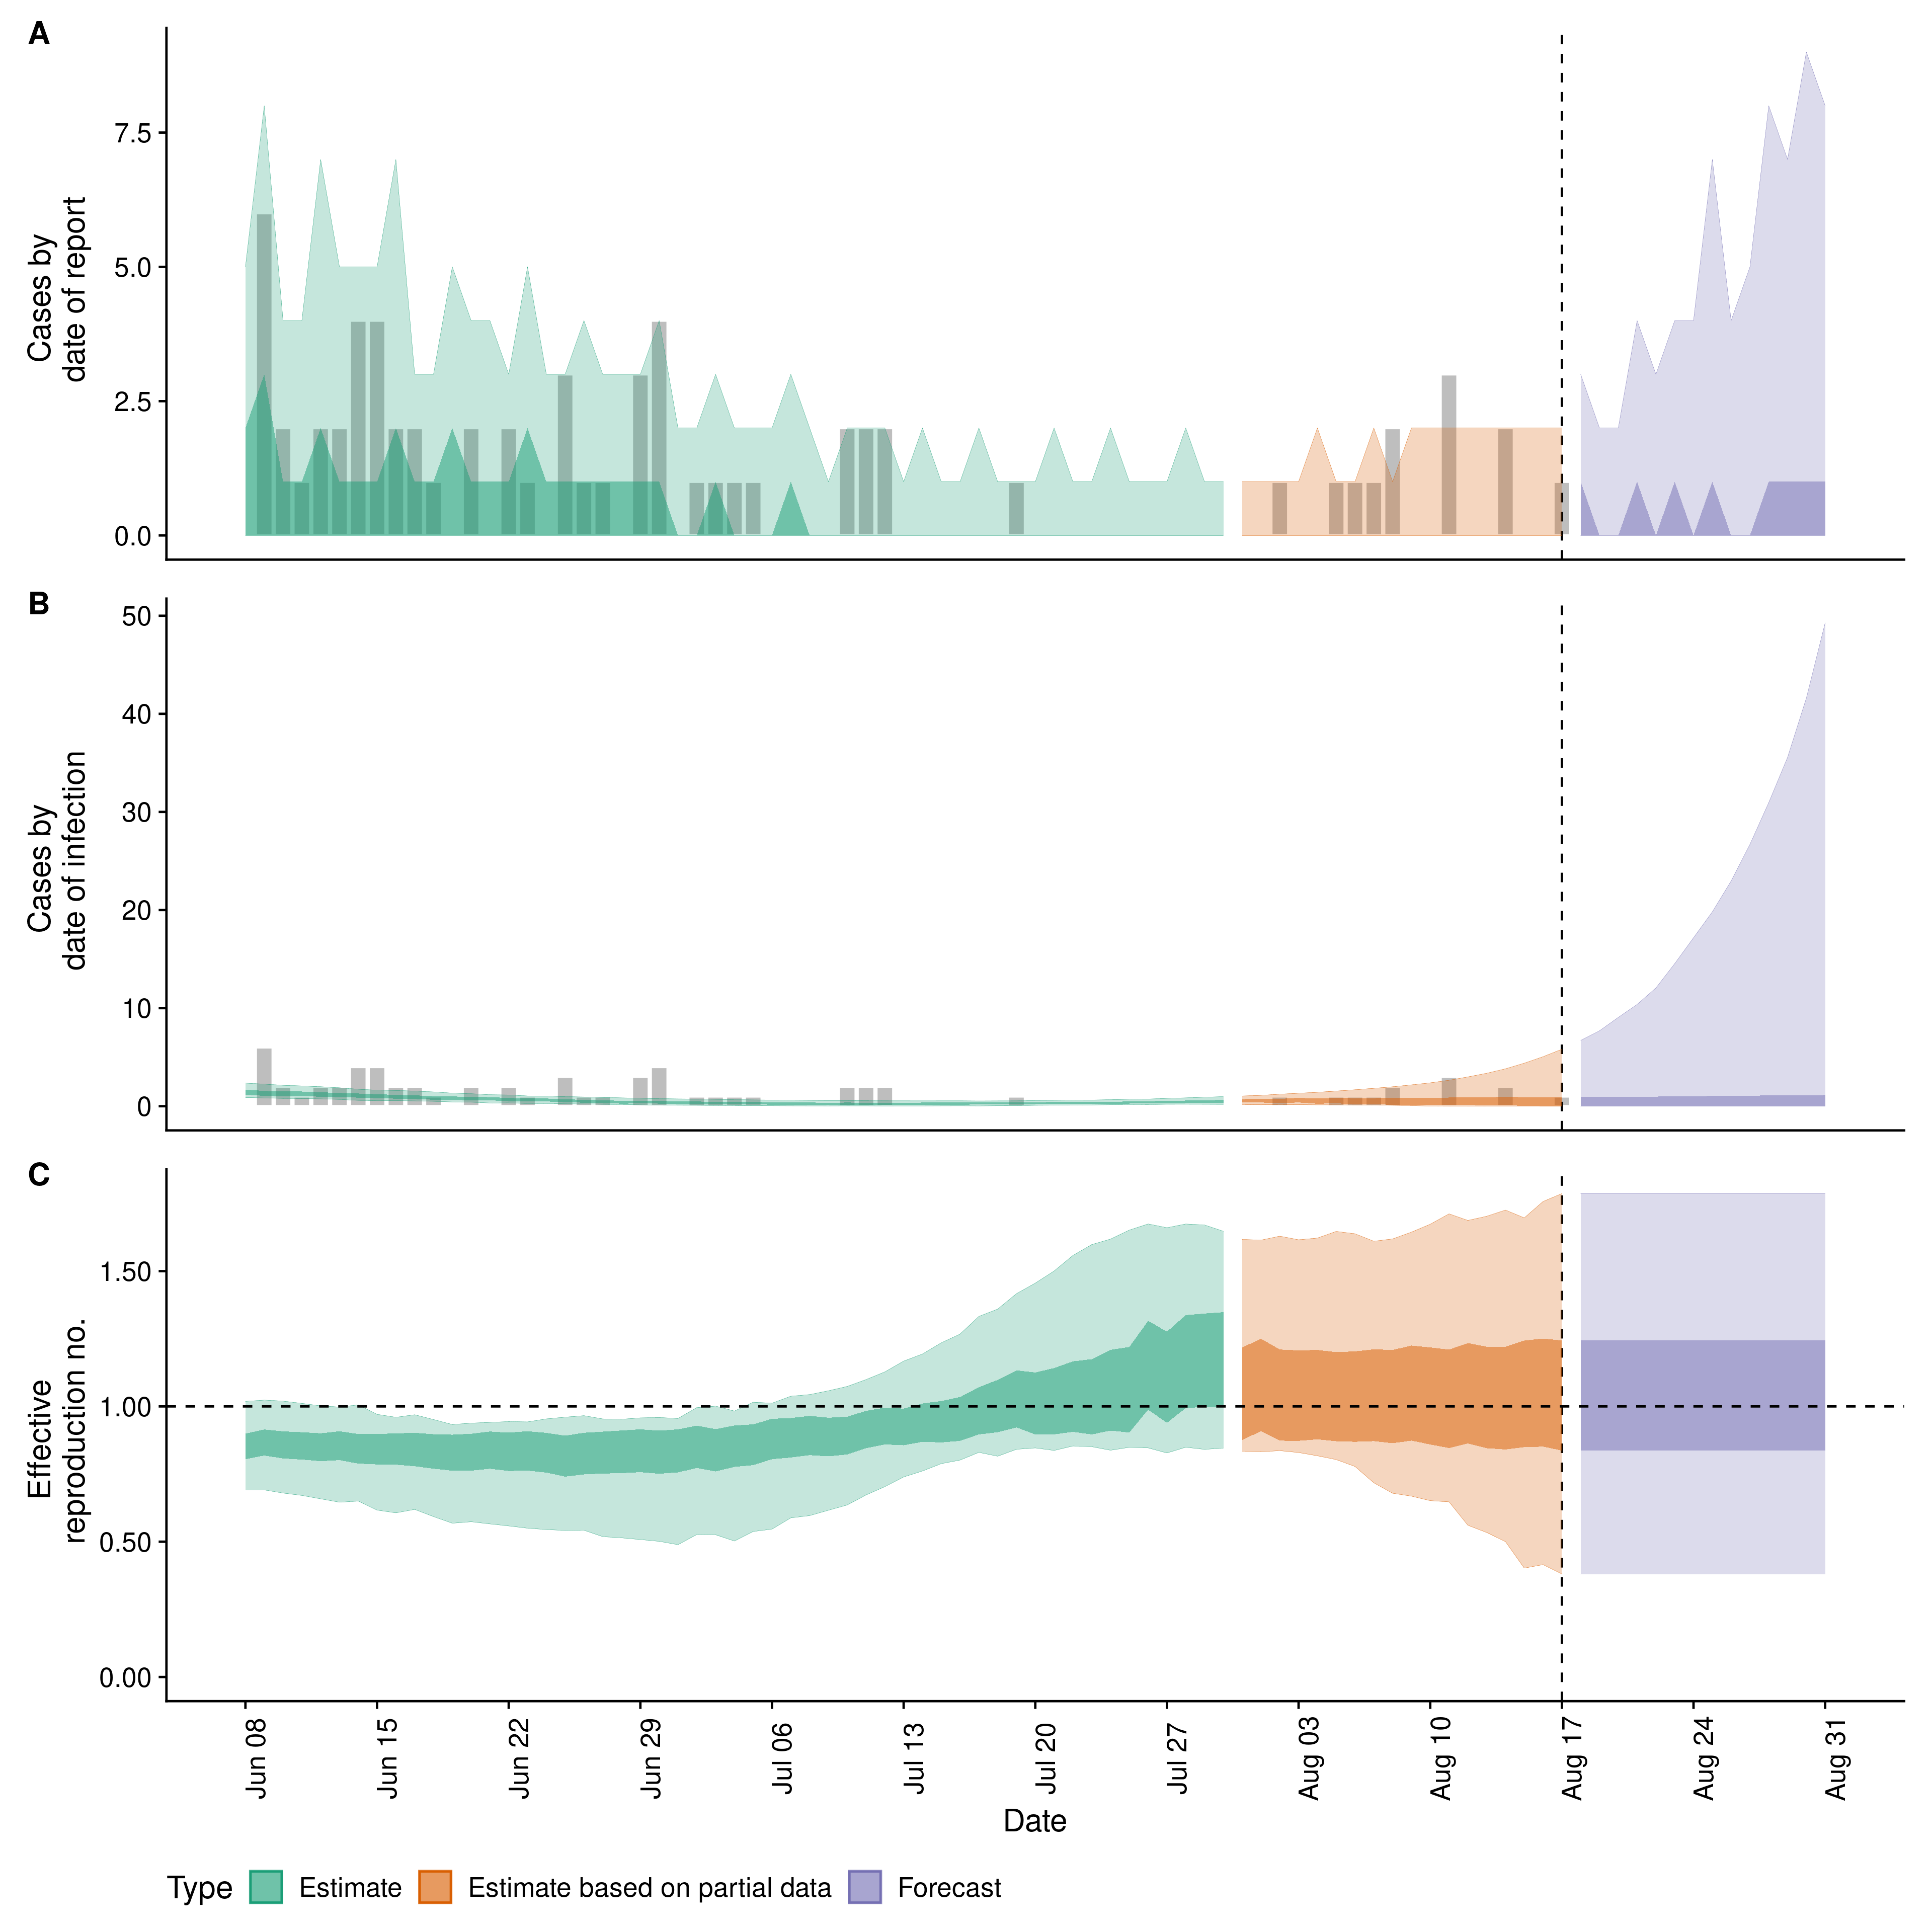 A
Cases by
date of report
7.5
5.0
2.5
0.0
B
Cases by
date of infection
50
40
30
20
10
0
C
Effective
reproduction no.
1.50
1.00
0.50
0.00
Jun 08
Jun 15
Jun 22
Jun 29
Jul 06
Jul 13
Jul 20
Jul 27
Aug 03
Aug 10
Aug 17
Aug 24
Aug 31
Date
Type Estimate Estimate based on partial data Forecast